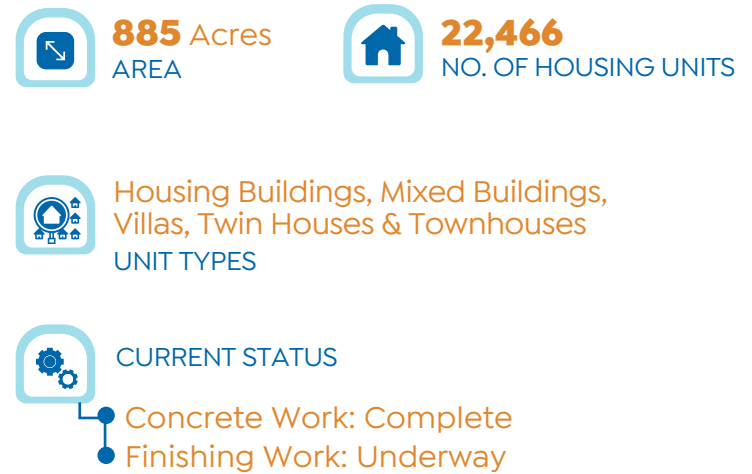 885 Acres
AREA
22,466
NO. OF HOUSING UNITS
Housing Buildings, Mixed Buildings,
Villas, Twin Houses & Townhouses
UNIT TYPES
CURRENT STATUS
Concrete Work: Complete
Finishing Work: Underway